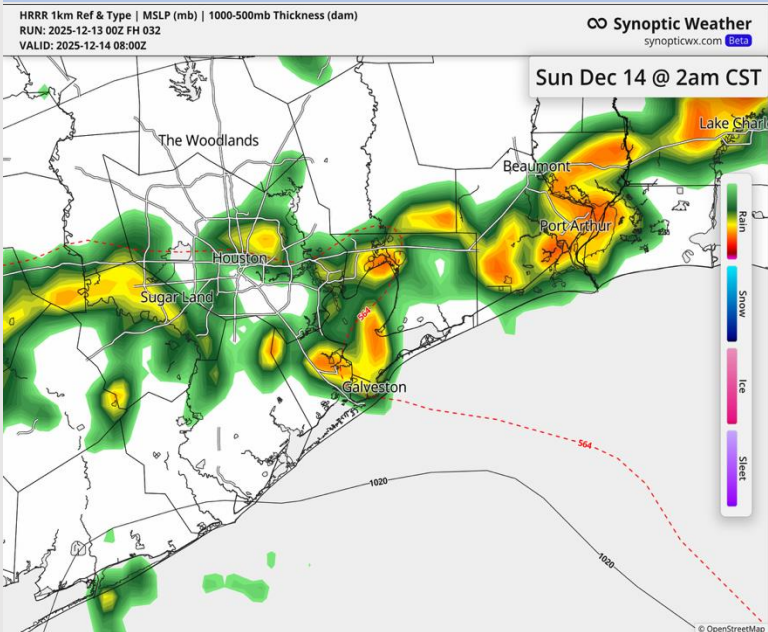 HRRR 1km Ref & Type | MSLP (mb) | 1000-500mb Thickness (dam)
RUN: 2025-12-13 00Z FH 032
VALID: 2025-12-14 08:00Z
Synoptic Weather
synopticwx.com Beta
Sun Dec 14 @ 2am CST
Lake Charl
The Woodlands
Beaumont
Port Arthur
Houston
Sugar Land
564
Galveston
564
1020
1020
Rain
Snow
Ice
Sleet
© OpenStreetMap